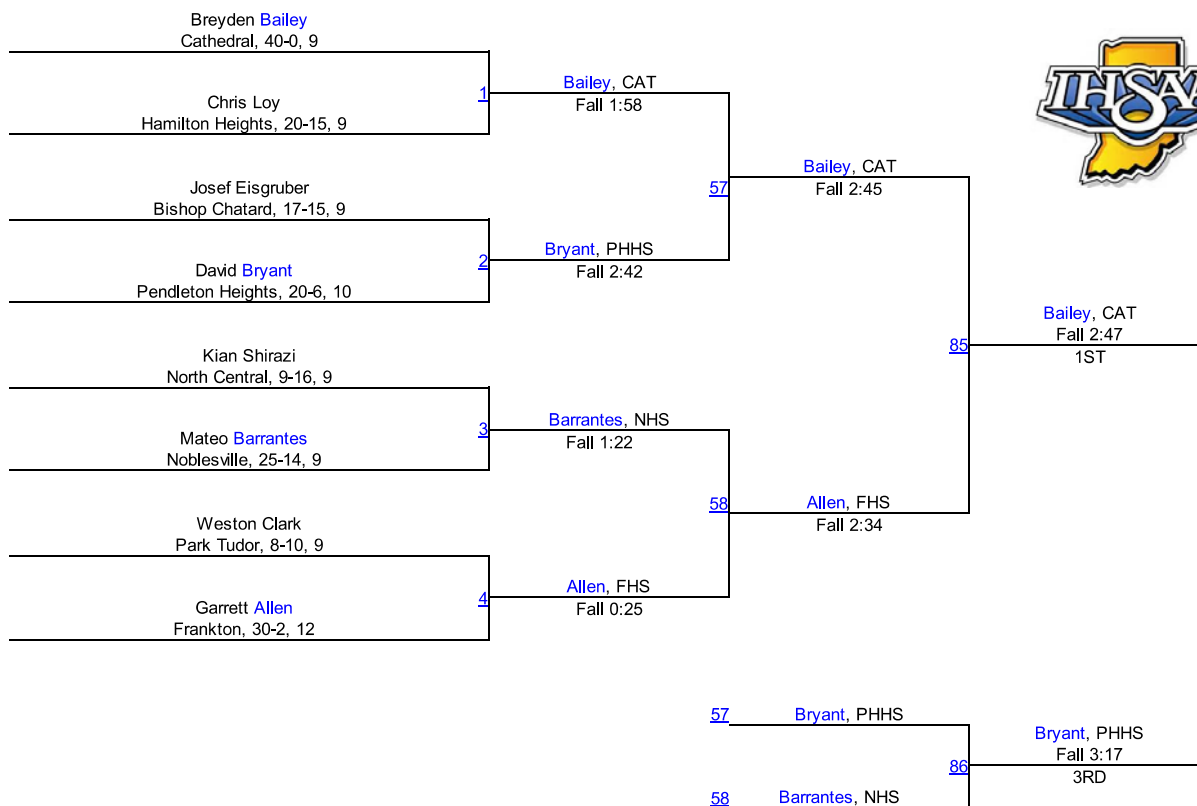 Breyden Bailey
Cathedral, 40-0, 9
Chris Loy
Hamilton Heights, 20-15, 9
1
Bailey, CAT
Fall 1:58
Josef Eisgruber
Bishop Chatard, 17-15, 9
David Bryant
Pendleton Heights, 20-6, 10
2
Bryant, PHHS
Fall 2:42
57
Bailey, CAT
Fall 2:45
Kian Shirazi
North Central, 9-16, 9
Mateo Barrantes
Noblesville, 25-14, 9
3
Barrantes, NHS
Fall 1:22
Weston Clark
Park Tudor, 8-10, 9
Garrett Allen
Frankton, 30-2, 12
4
Allen, FHS
Fall 0:25
58
Allen, FHS
Fall 2:34
85
Bailey, CAT
Fall 2:47
1ST
IHSAA
57
Bryant, PHHS
58
Barrantes, NHS
86
Bryant, PHHS
Fall 3:17
3RD